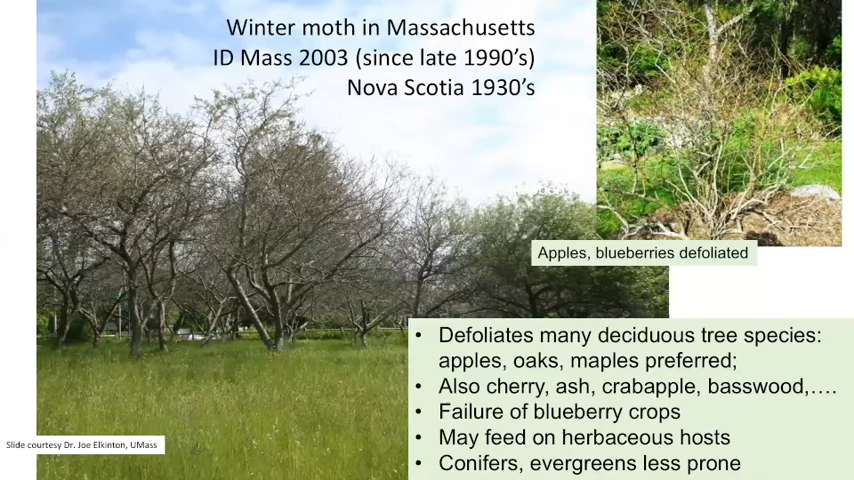 Winter moth in Massachusetts
ID Mass 2003 (since late 1990's)
Nova Scotia 1930's
Apples, blueberries defoliated
• Defoliates many deciduous tree species:
apples, oaks, maples preferred;
• Also cherry, ash, crabapple, basswood,....
• Failure of blueberry crops
• May feed on herbaceous hosts
• Conifers, evergreens less prone
Slide courtesy Dr. Joe Elkinton, UMass